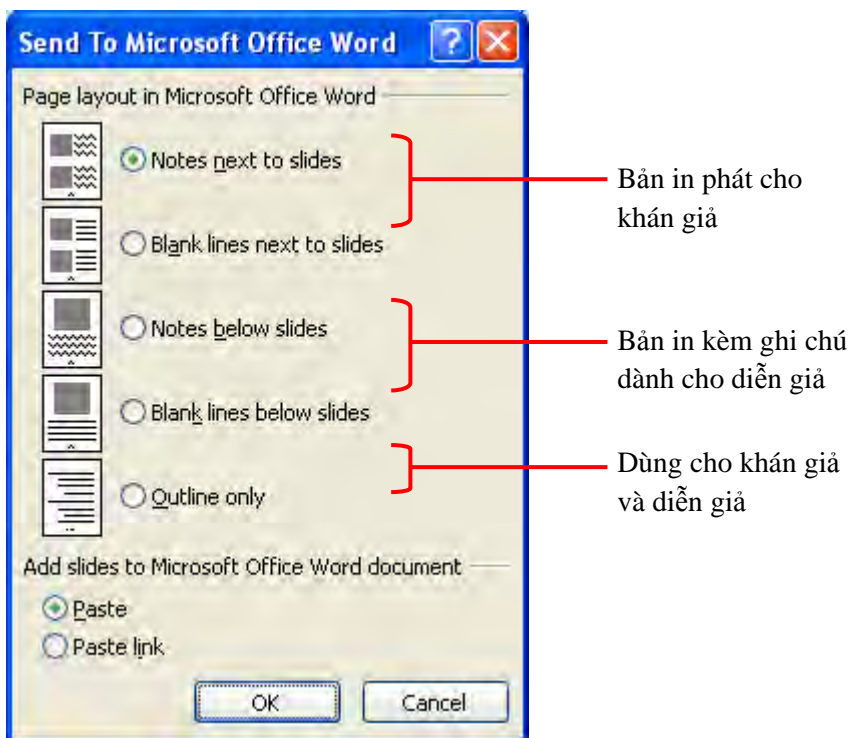 Send To Microsoft Office Word
Page layout in Microsoft Office Word
Notes next to slides
Bản in phát cho
khán giả
Blank lines next to slides
Notes below slides
Bản in kèm ghi chú
dành cho diễn giả
Blank lines below slides
Dùng cho khán giả
và diễn giả
Outline only
Add slides to Microsoft Office Word document
Paste
Paste link
OK
Cancel